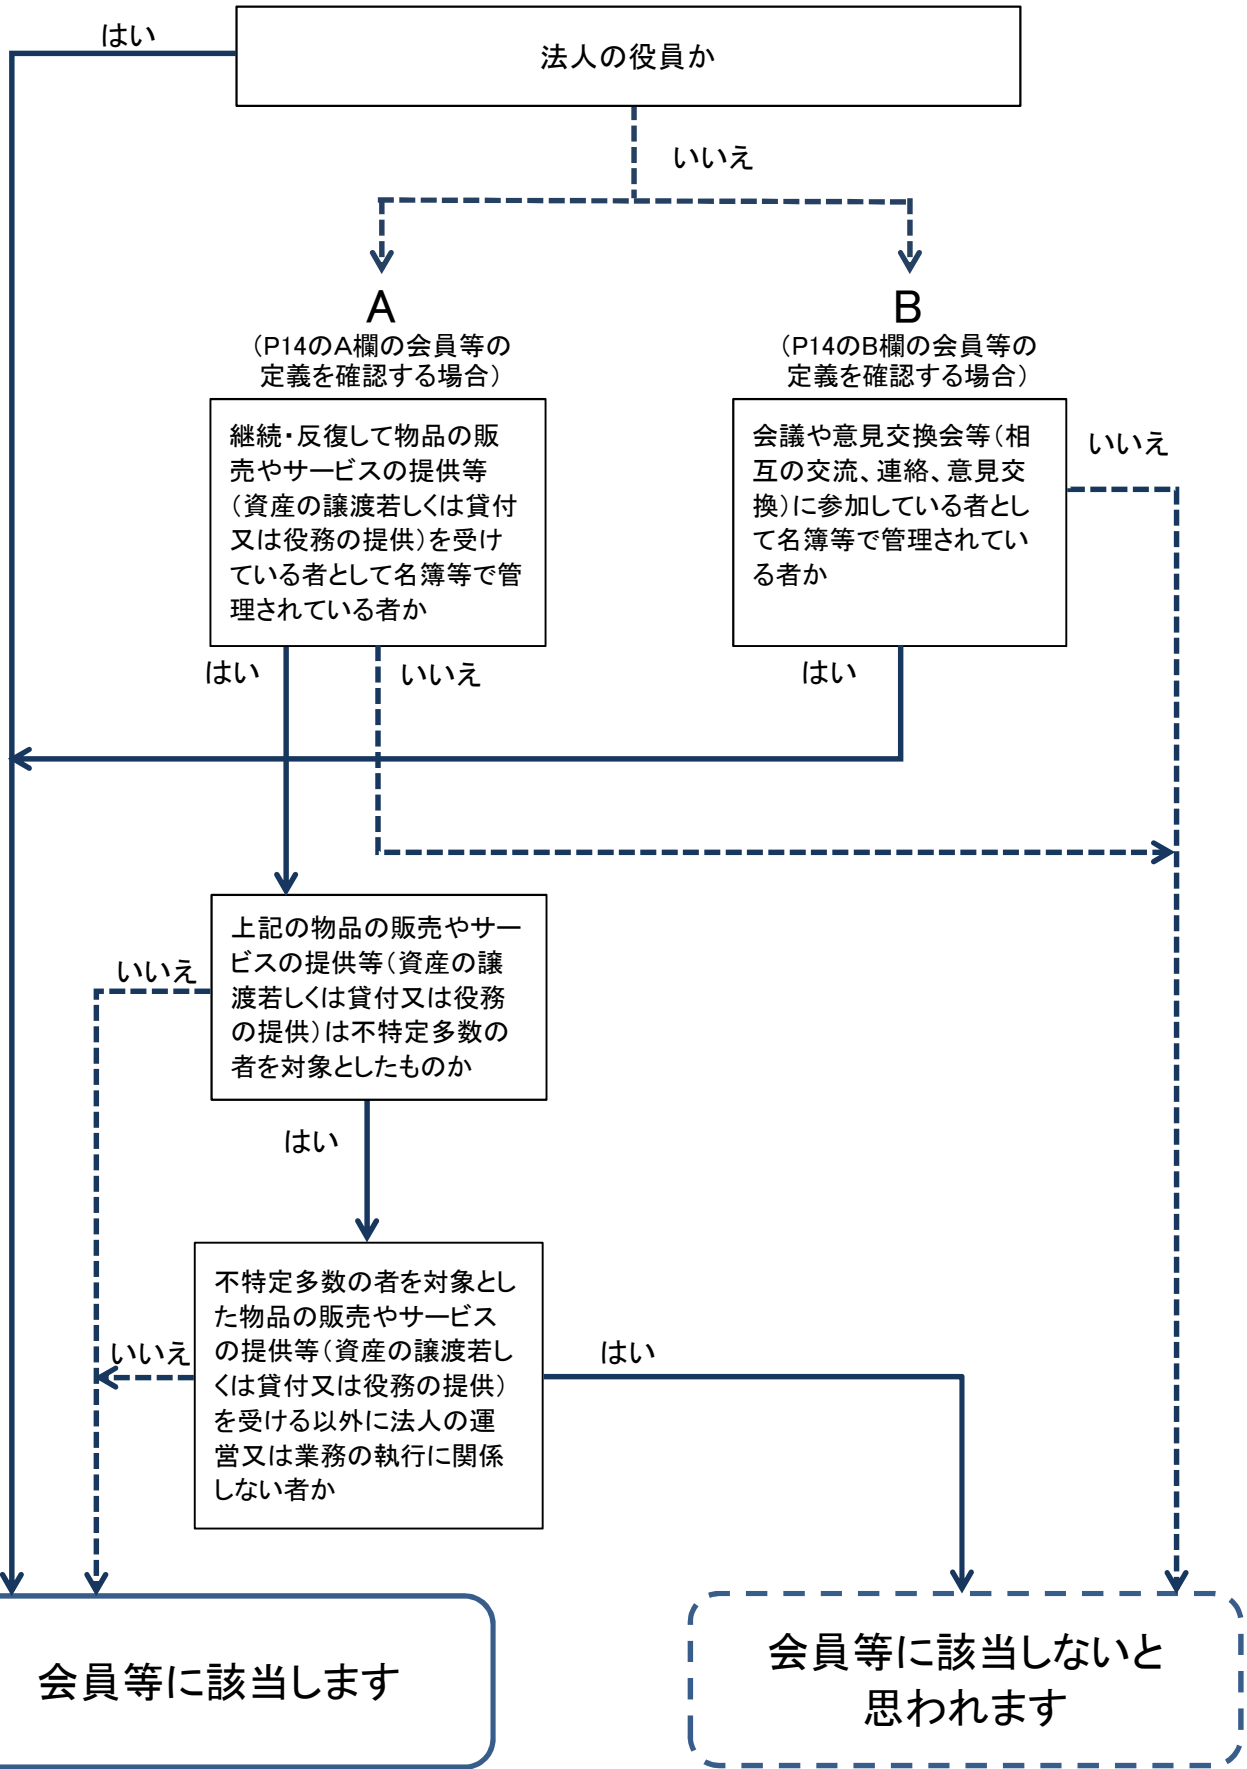 はい
法人の役員か
いいえ
A
（P14のA欄の会員等の
定義を確認する場合）
B
（P14のB欄の会員等の
定義を確認する場合）
継続・反復して物品の販
売やサービスの提供等
（資産の譲渡若しくは貸付
又は役務の提供）を受け
ている者として名簿等で管
理されている者か
会議や意見交換会等（相
互の交流、連絡、意見交
換）に参加している者とし
て名簿等で管理されてい
る者か
いいえ
はい
いいえ
はい
上記の物品の販売やサー
ビスの提供等（資産の譲
渡若しくは貸付又は役務
の提供）は不特定多数の
者を対象としたものか
いいえ
はい
不特定多数の者を対象とし
た物品の販売やサービス
の提供等（資産の譲渡若し
くは貸付又は役務の提供）
を受ける以外に法人の運
営又は業務の執行に関係
しない者か
いいえ
はい
会員等に該当します
会員等に該当しないと
思われます